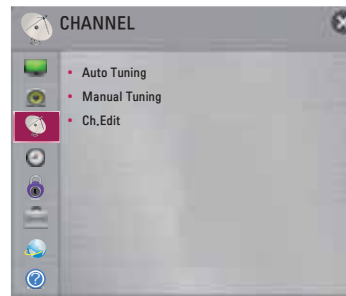 CHANNEL
• Auto Tuning
• Manual Tuning
• Ch.Edit